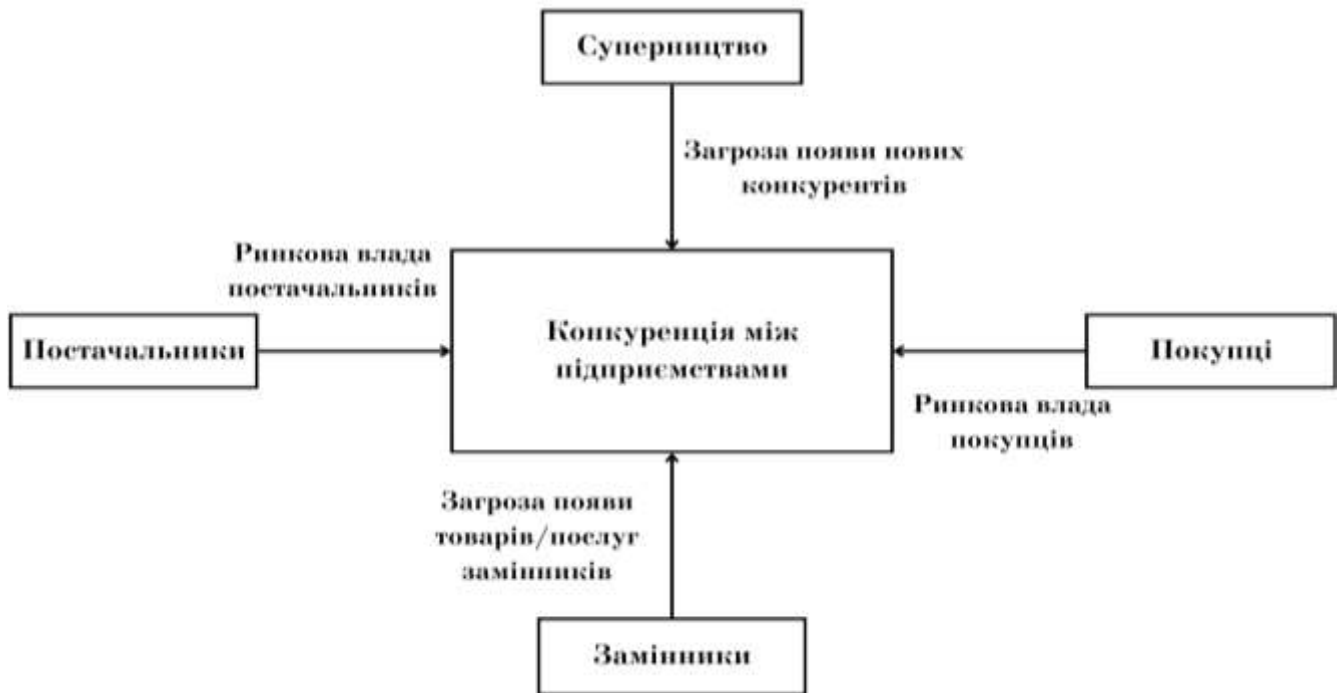 Суперництво
Загроза появи нових
конкурентів
Ринкова влада
постачальників
Постачальники
Конкуренція між
підприємствами
Покупці
Ринкова влада
покупців
Загроза появи
товарів/послуг
замінників
Замінники